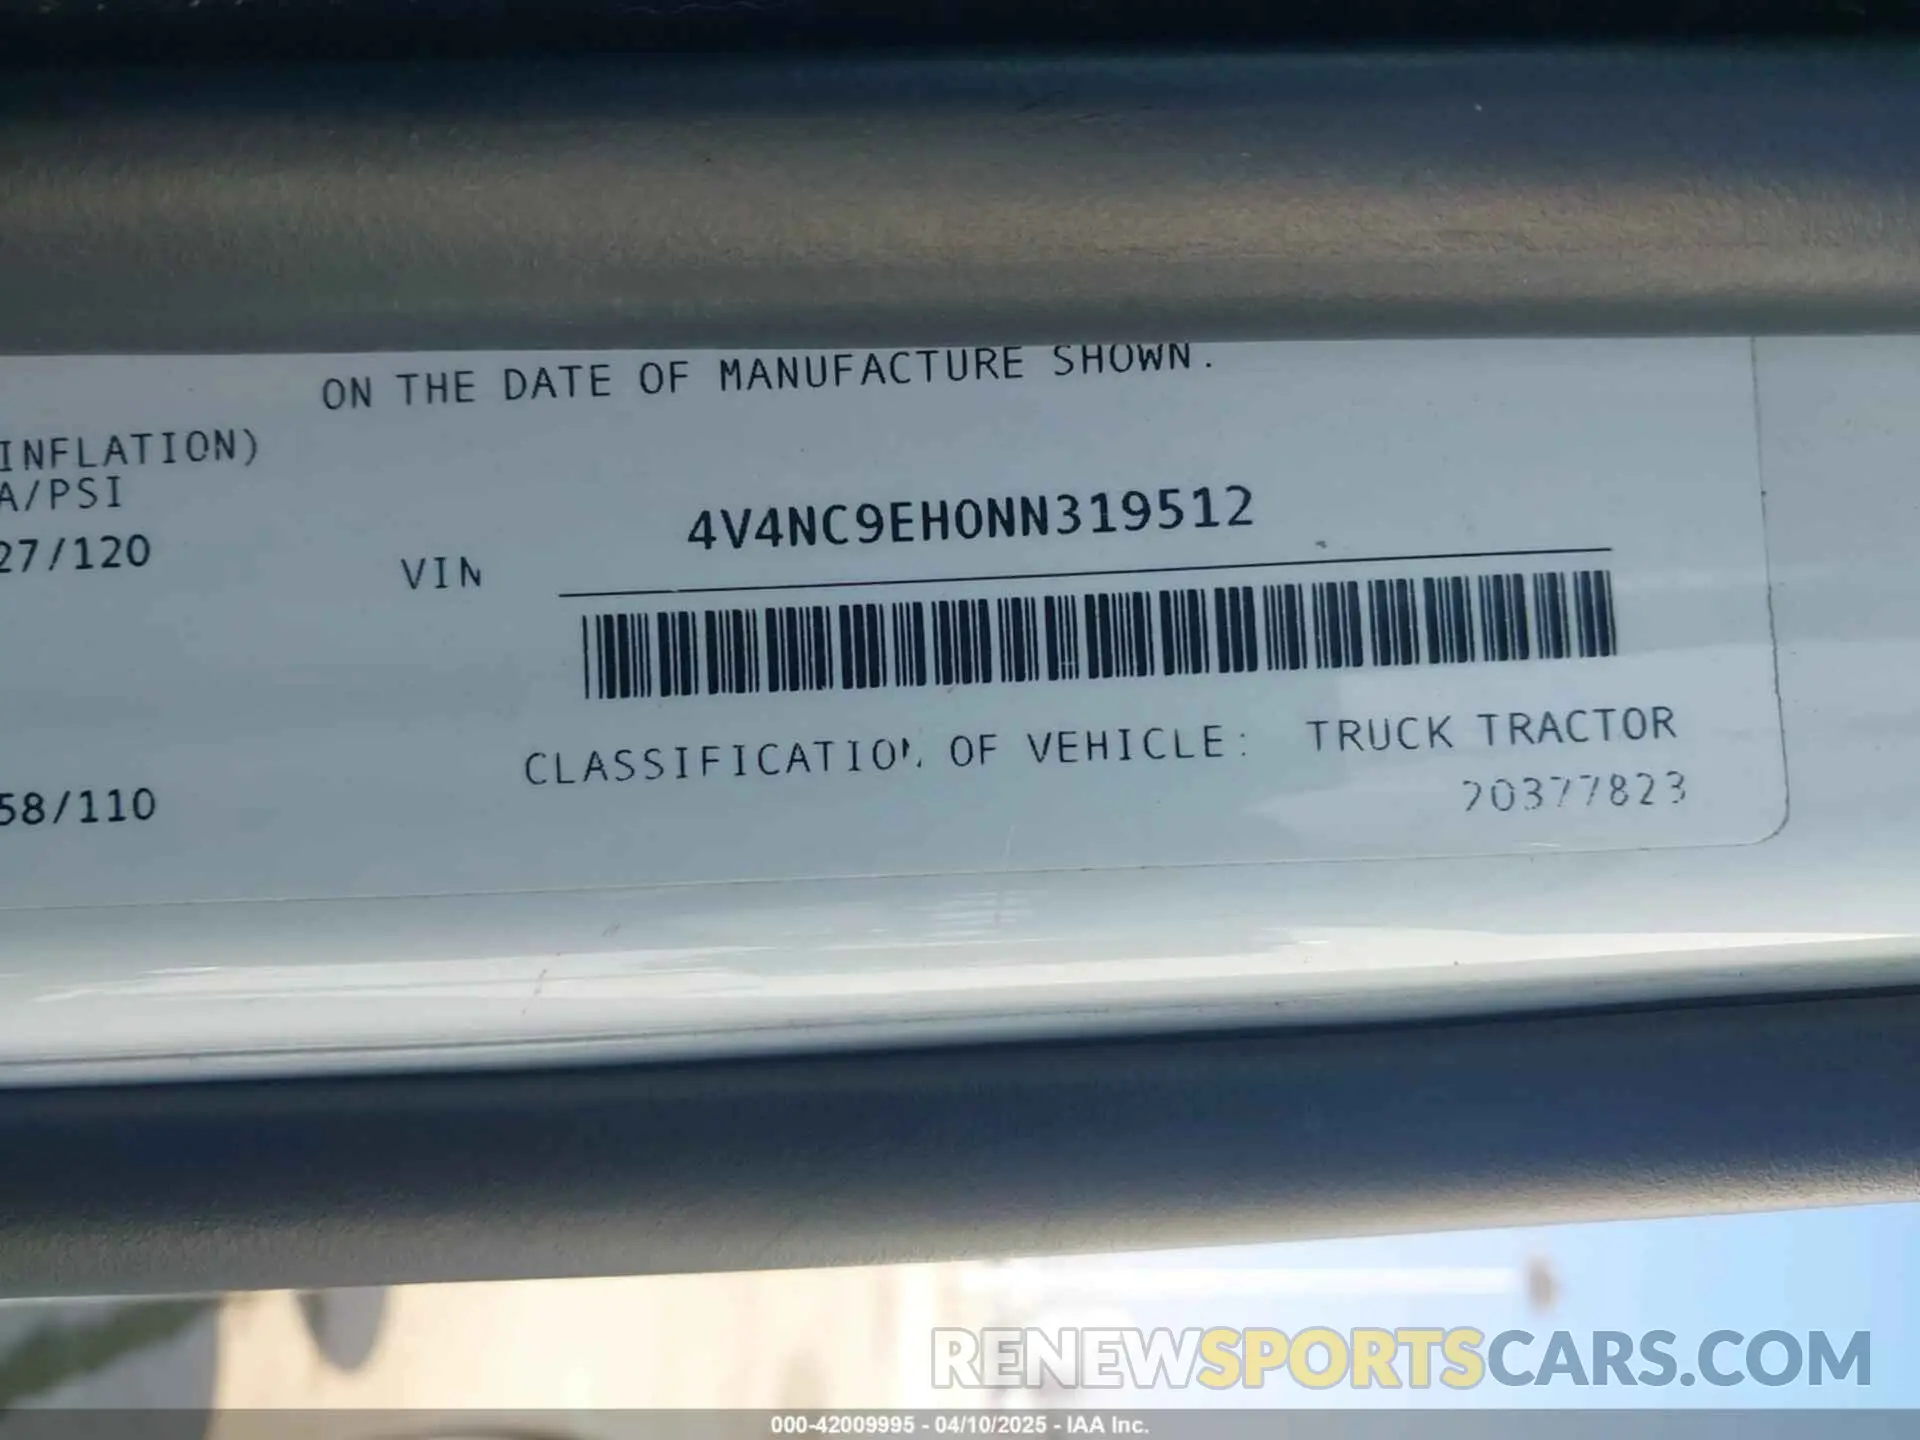 ON THE DATE OF MANUFACTURE SHOWN.
INFLATION)
A/PSI
27/120
VIN
4V4NC9EH0NN319512
CLASSIFICATION OF VEHICLE: TRUCK TRACTOR
58/110
20377823
RENEWSPORTSCARS.COM
000-42009995 - 04/10/2025 - IAA Inc.